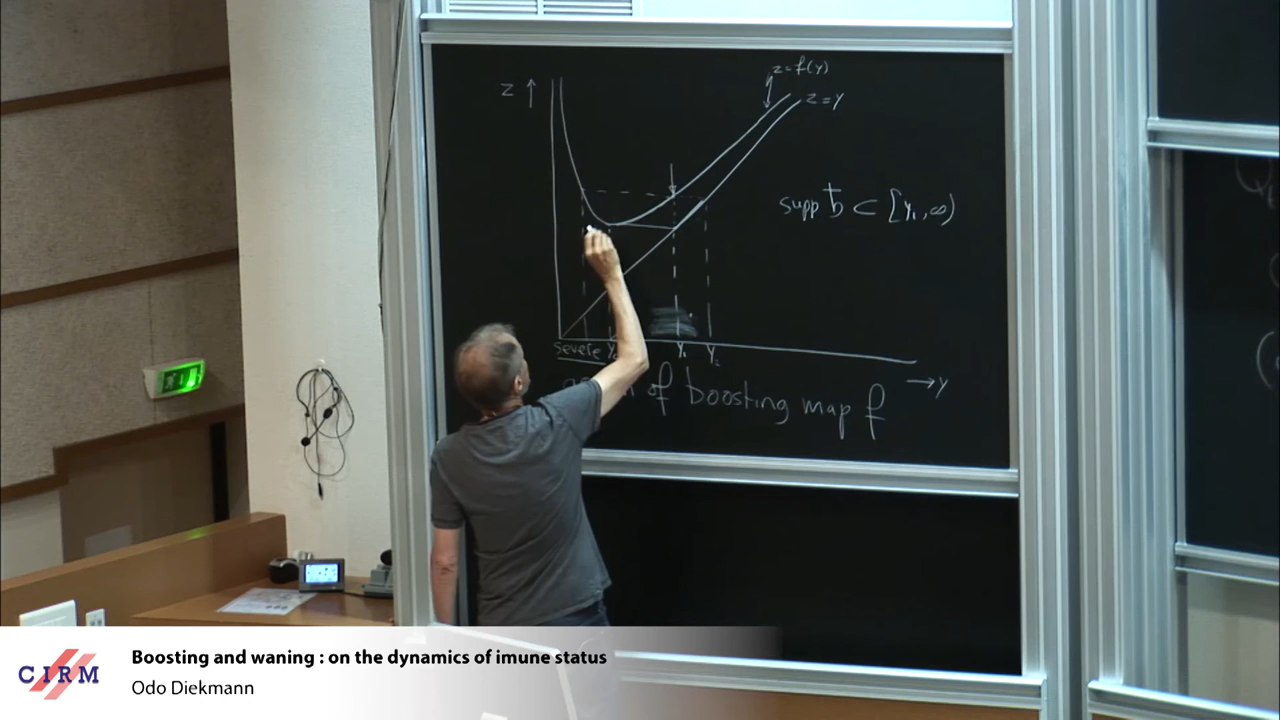 z = f(y)
z ↑
z = y
supp b̄ ⊂ [y₁, ∞)
severe
y₁ y₂
→ y
of boosting map f
CIRM
Boosting and waning : on the dynamics of imune status
Odo Diekmann